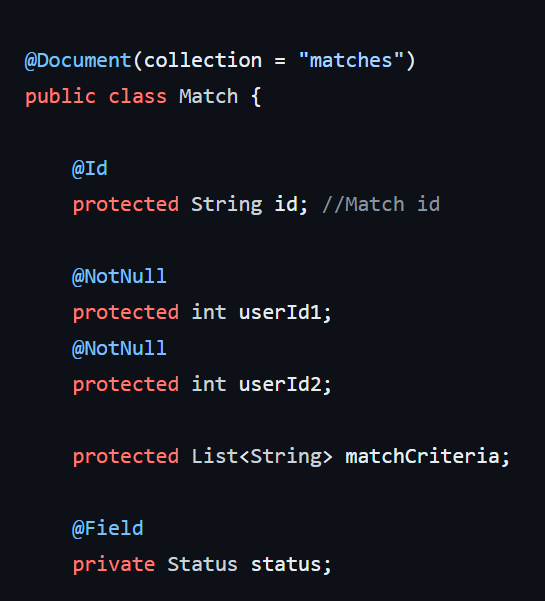 @Document(collection = "matches")
public class Match {
@Id
protected String id; //Match id
@NotNull
protected int userId1;
@NotNull
protected int userId2;
protected List<String> matchCriteria;
@Field
private Status status;